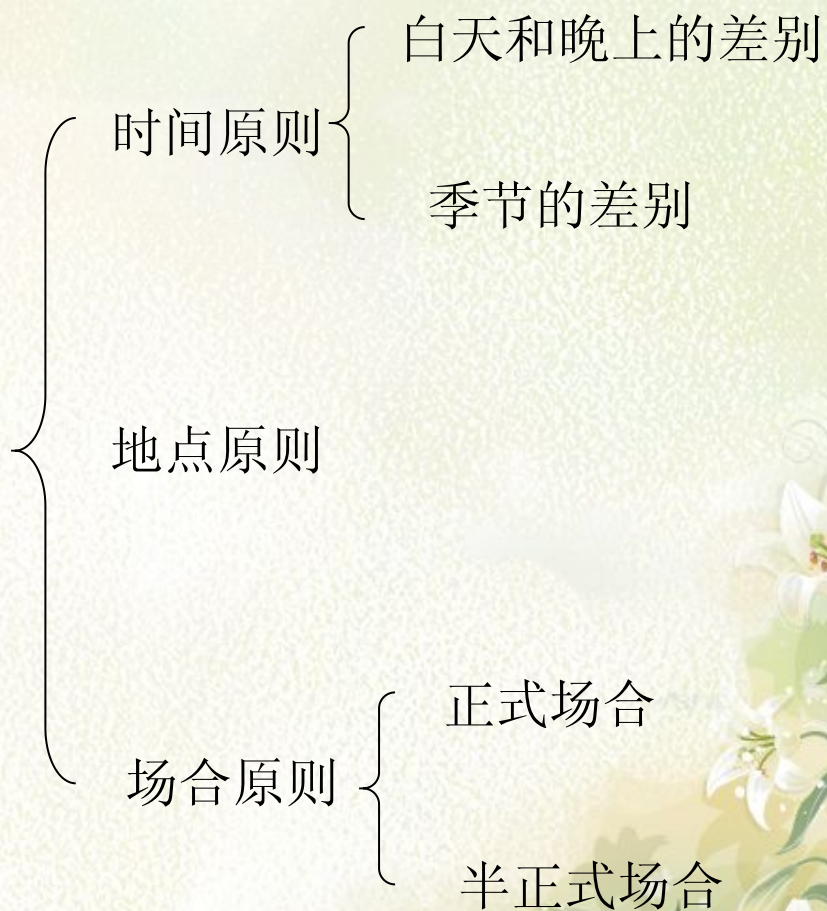 白天和晚上的差别
时间原则
季节的差别
地点原则
正式场合
场合原则
半正式场合